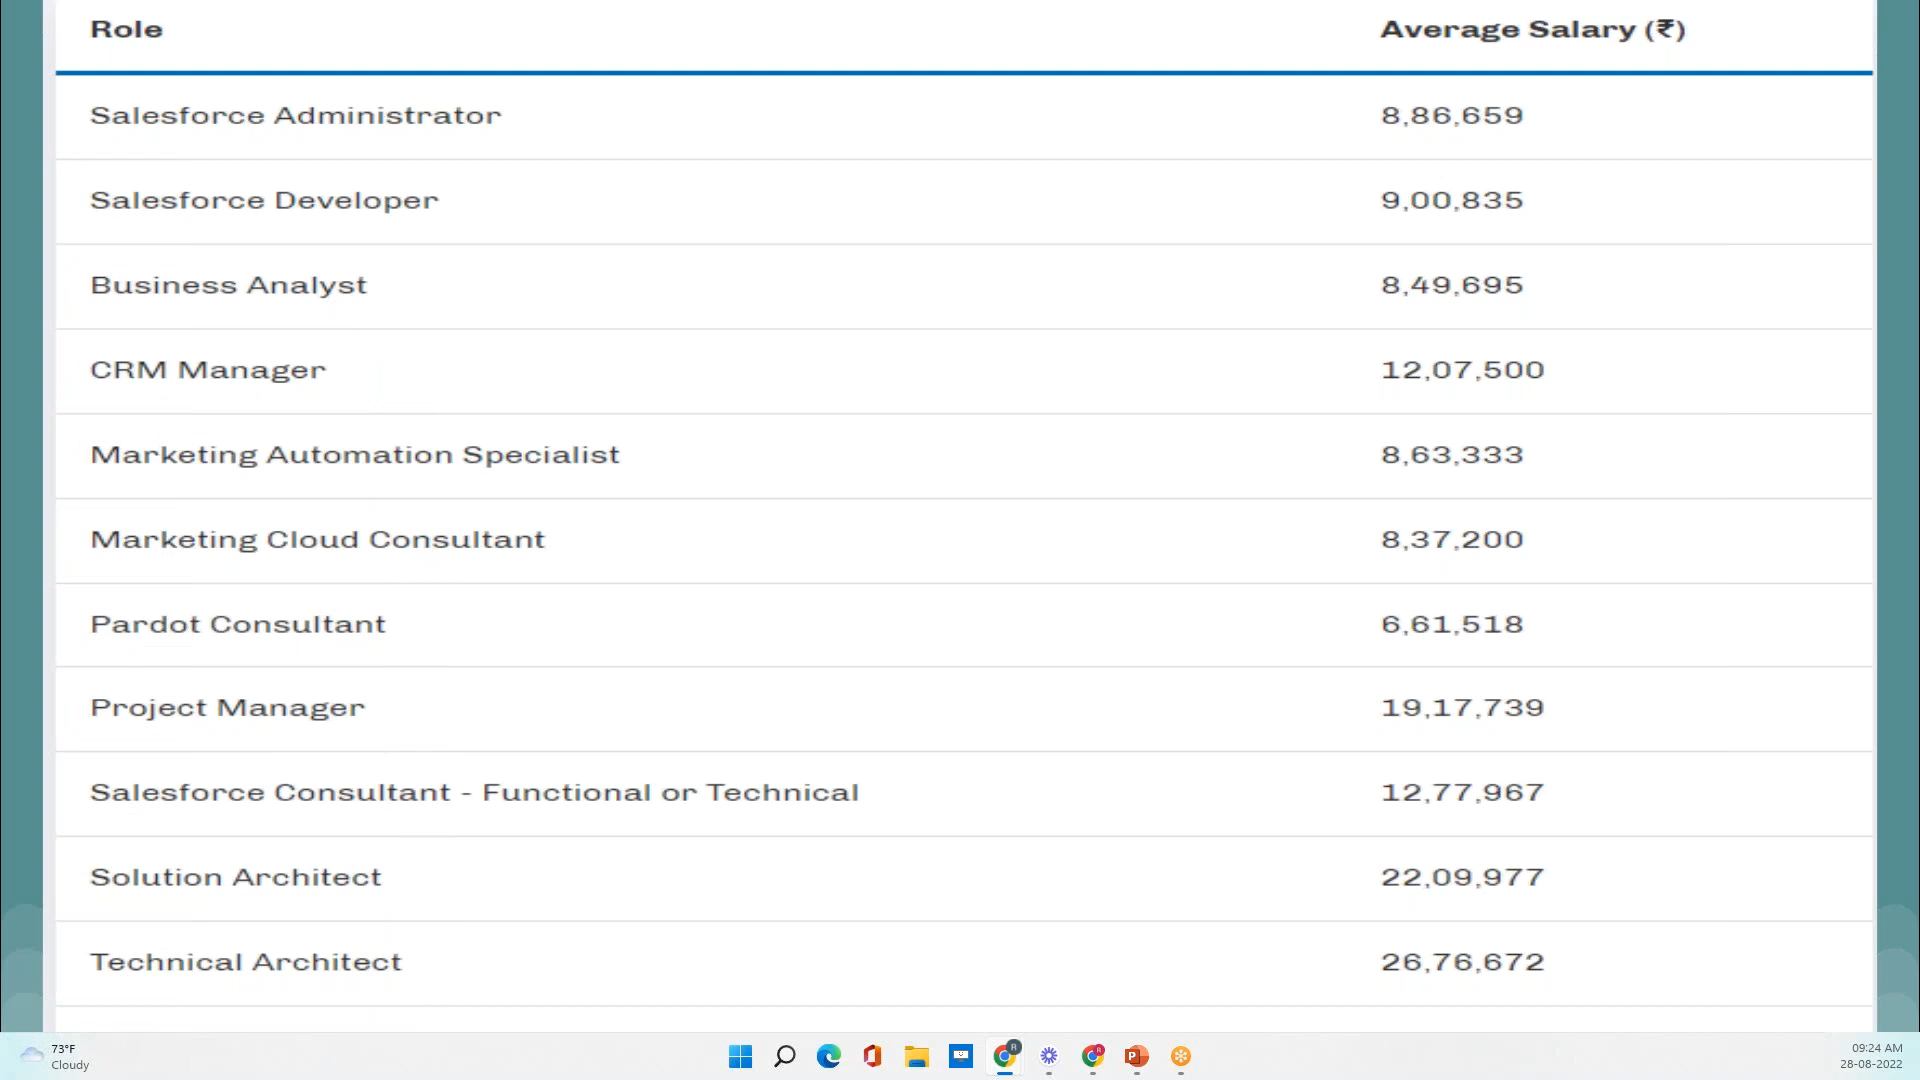 Role Average Salary (₹)
Salesforce Administrator 8,86,659
Salesforce Developer 9,00,835
Business Analyst 8,49,695
CRM Manager 12,07,500
Marketing Automation Specialist 8,63,333
Marketing Cloud Consultant 8,37,200
Pardot Consultant 6,61,518
Project Manager 19,17,739
Salesforce Consultant - Functional or Technical 12,77,967
Solution Architect 22,09,977
Technical Architect 26,76,672
73°F
Cloudy
09:24 AM
28-08-2022